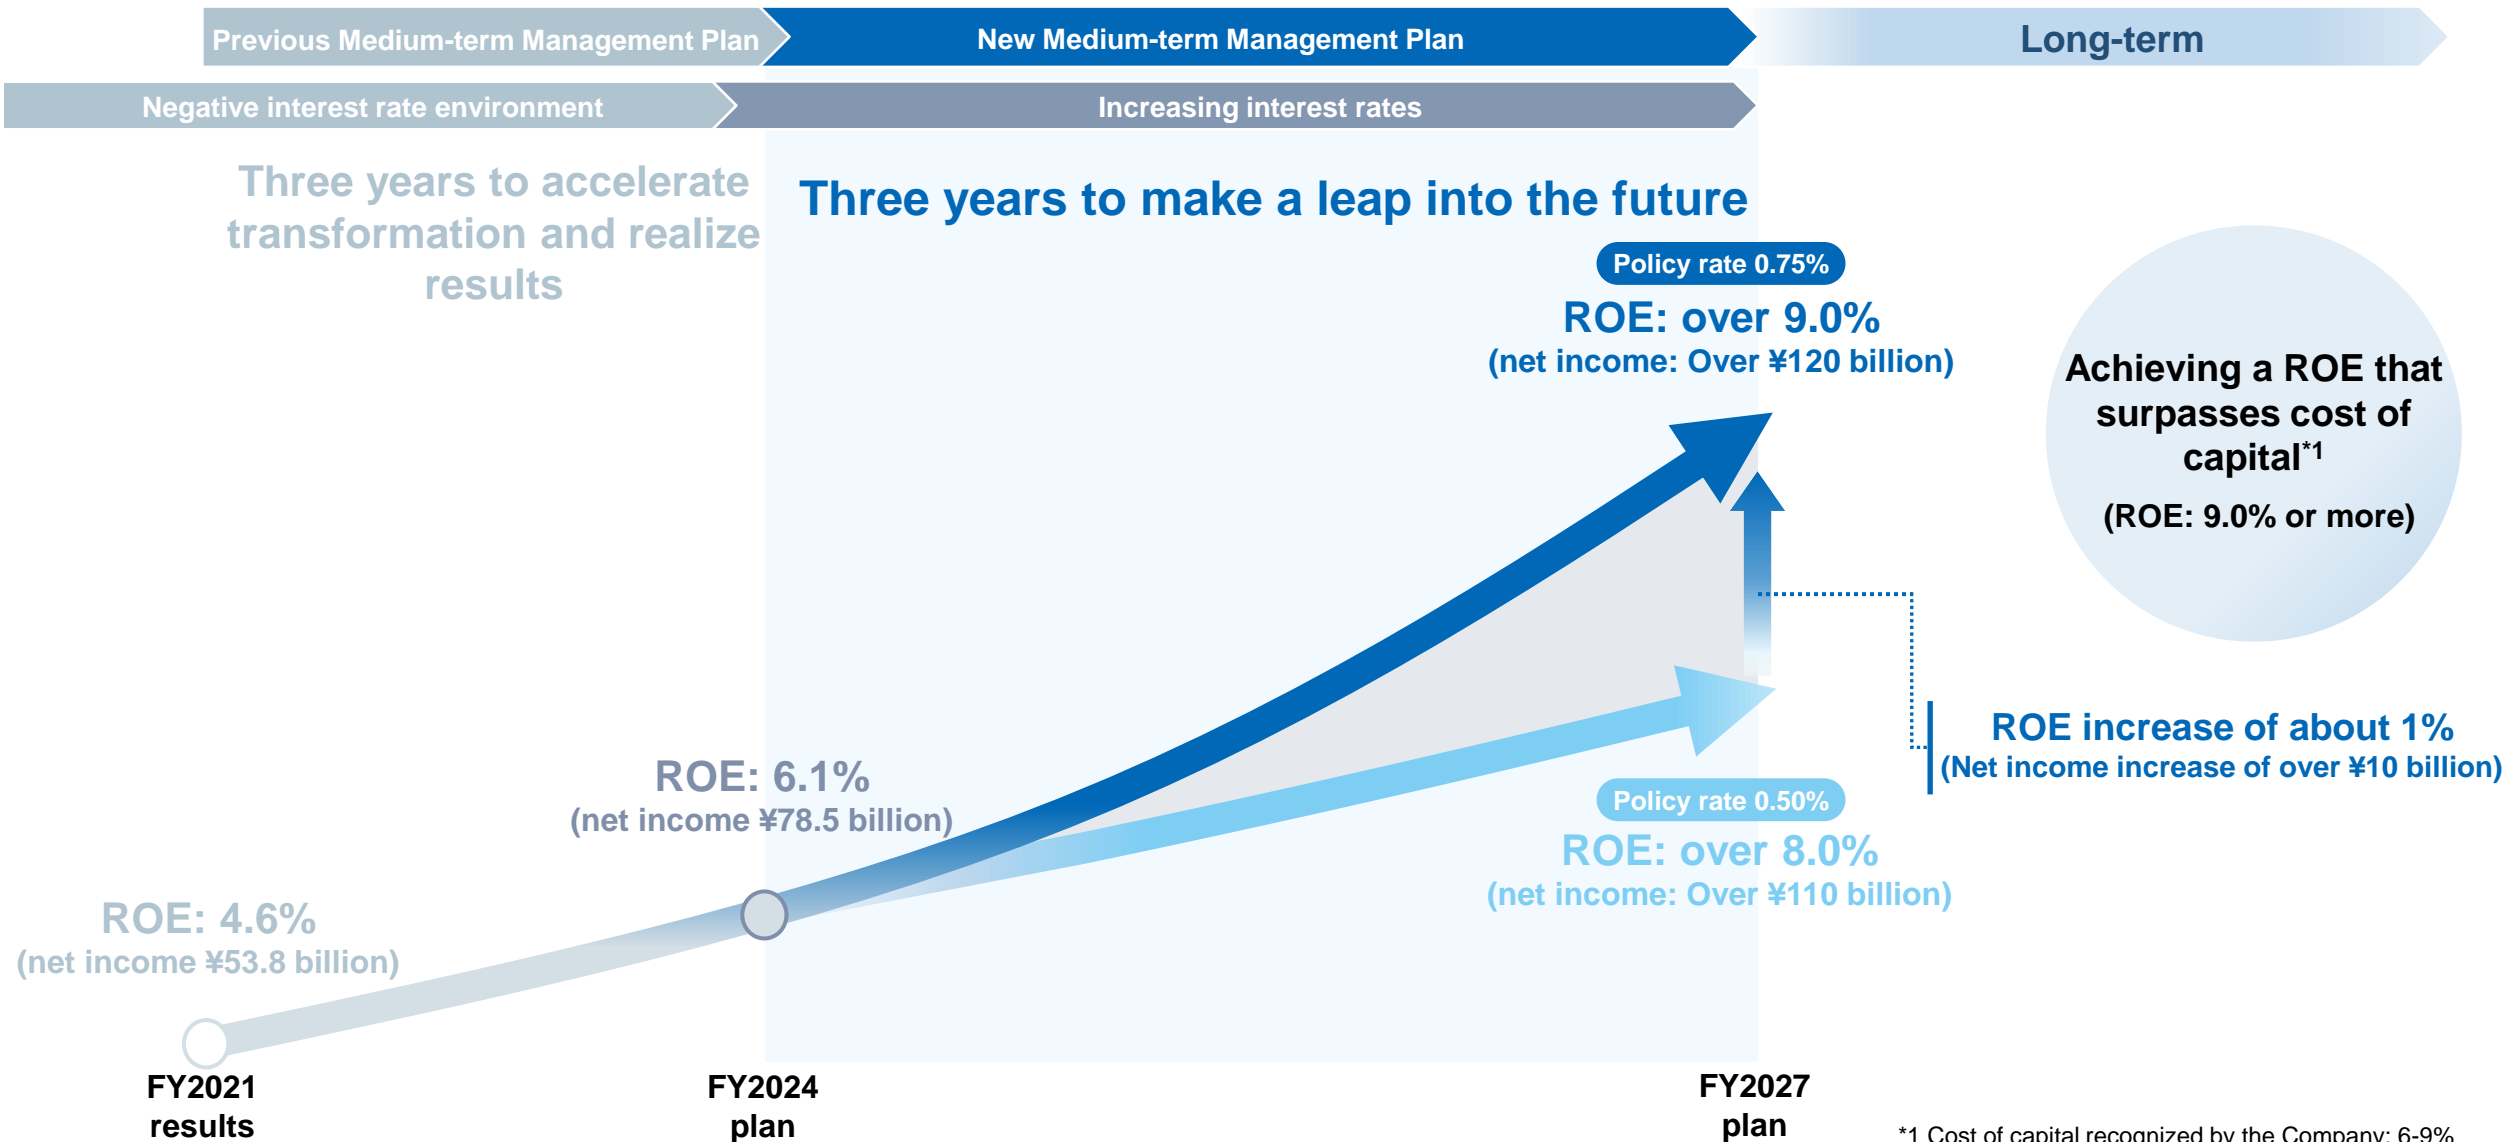 Previous Medium-term Management Plan
New Medium-term Management Plan
Long-term
Negative interest rate environment
Increasing interest rates
Three years to accelerate
transformation and realize
results
Three years to make a leap into the future
Policy rate 0.75%
ROE: over 9.0%
(net income: Over ¥120 billion)
Achieving a ROE that
surpasses cost of
capital*1
(ROE: 9.0% or more)
ROE increase of about 1%
(Net income increase of over ¥10 billion)
ROE: 6.1%
(net income ¥78.5 billion)
Policy rate 0.50%
ROE: over 8.0%
(net income: Over ¥110 billion)
ROE: 4.6%
(net income ¥53.8 billion)
FY2021
results
FY2024
plan
FY2027
plan
*1 Cost of capital recognized by the Company: 6-9%